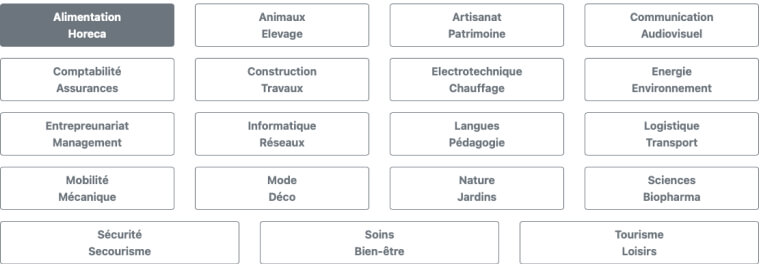 Alimentation
Horeca
Animaux
Elevage
Artisanat
Patrimoine
Communication
Audiovisuel
Comptabilité
Assurances
Construction
Travaux
Electrotechnique
Chauffage
Energie
Environnement
Entrepreunariat
Management
Informatique
Réseaux
Langues
Pédagogie
Logistique
Transport
Mobilité
Mécanique
Mode
Déco
Nature
Jardins
Sciences
Biopharma
Sécurité
Secourisme
Soins
Bien-être
Tourisme
Loisirs